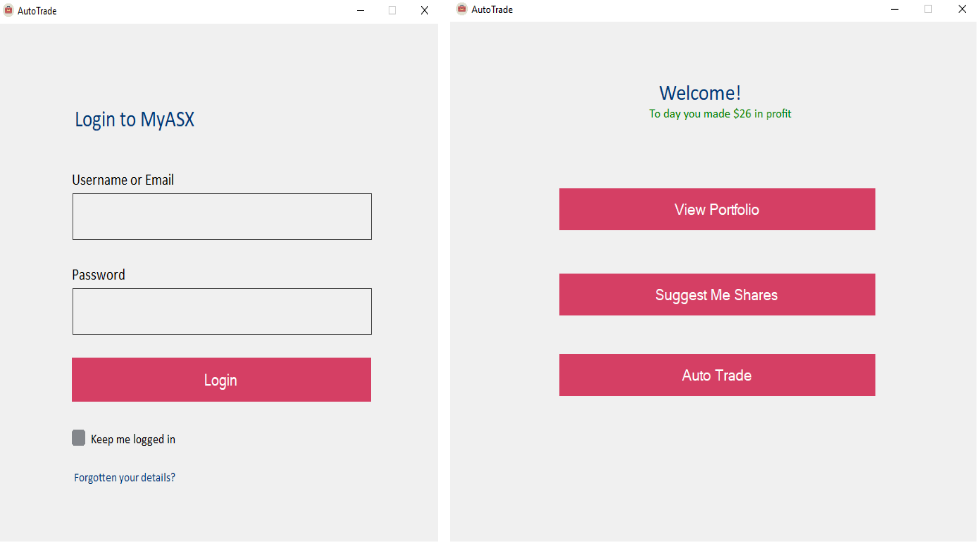 AutoTrade
Login to MyASX
Username or Email
Password
Login
Keep me logged in
Forgotten your details?
AutoTrade
Welcome!
To day you made $26 in profit
View Portfolio
Suggest Me Shares
Auto Trade